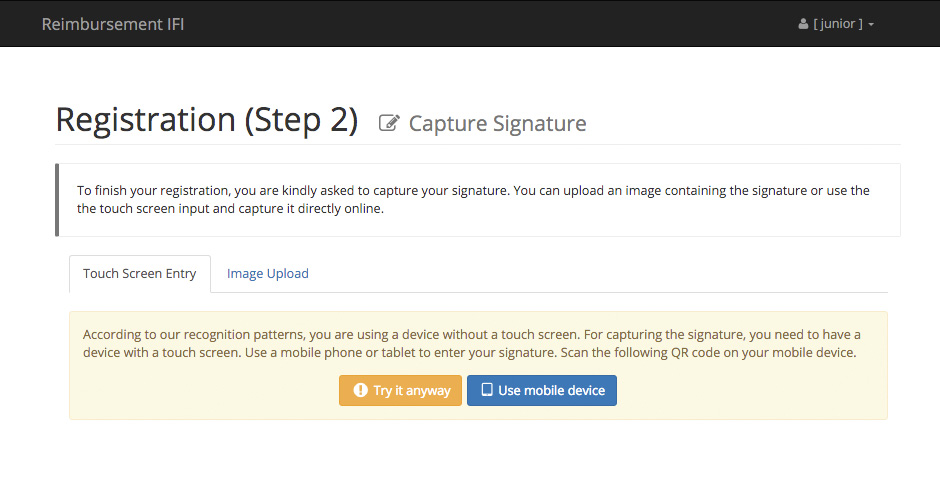 Reimbursement IFI
[ junior ]
Registration (Step 2) Capture Signature
To finish your registration, you are kindly asked to capture your signature. You can upload an image containing the signature or use the
the touch screen input and capture it directly online.
Touch Screen Entry Image Upload
According to our recognition patterns, you are using a device without a touch screen. For capturing the signature, you need to have a
device with a touch screen. Use a mobile phone or tablet to enter your signature. Scan the following QR code on your mobile device.
Try it anyway Use mobile device